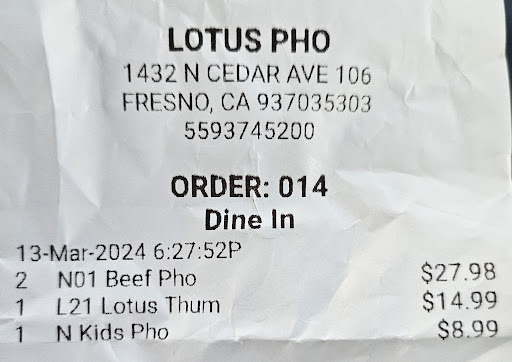 LOTUS PHO
1432 N CEDAR AVE 106
FRESNO, CA 937035303
5593745200
ORDER: 014
Dine In
13-Mar-2024 6:27:52P
2 N01 Beef Pho $27.98
1 L21 Lotus Thum $14.99
1 N Kids Pho $8.99